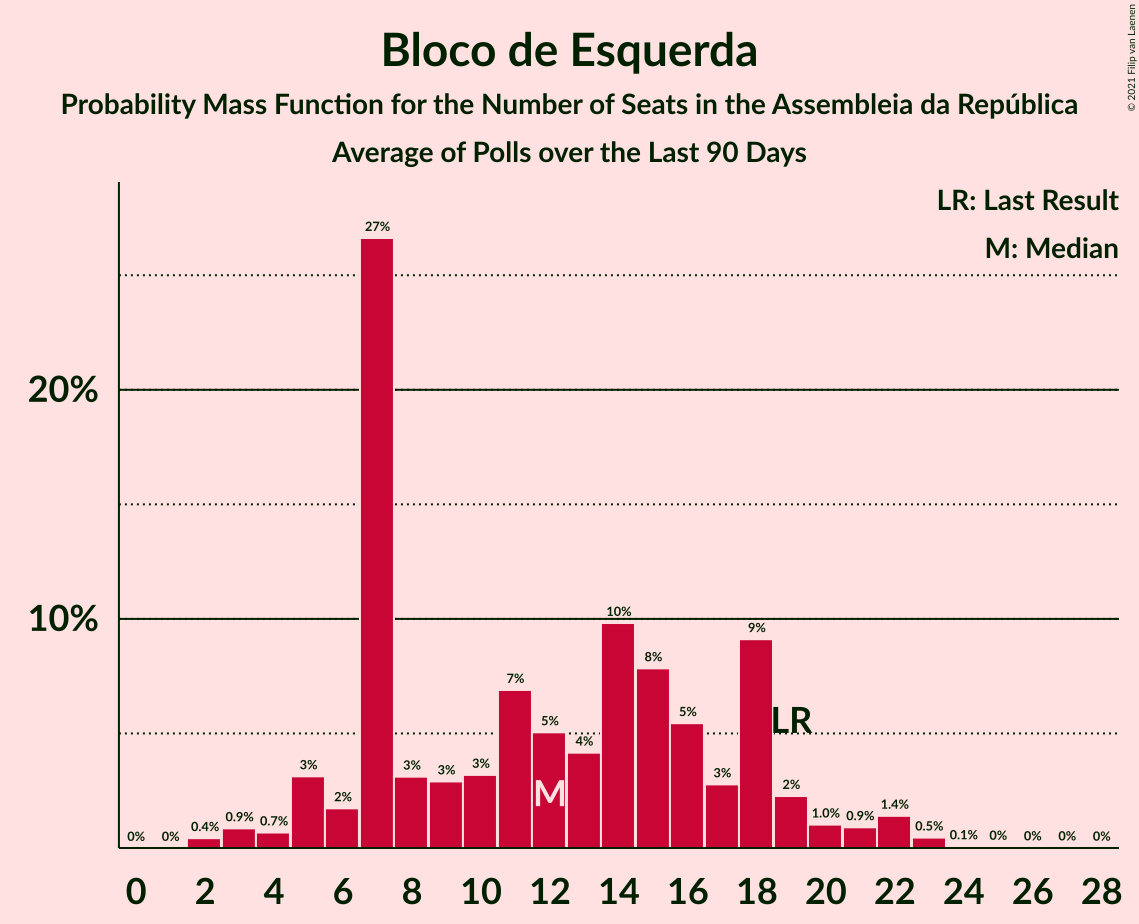 Bloco de Esquerda
Probability Mass Function for the Number of Seats in the Assembleia da República
Average of Polls over the Last 90 Days
© 2021 Filip van Laenen
LR: Last Result
M: Median
20%
10%
0% 0% 0.4% 0.9% 0.7% 3% 2% 27% 3% 3% 3% 7% 5% 4% 10% 8% 5% 3% 9% 2% 1.0% 0.9% 1.4% 0.5% 0.1% 0% 0% 0% 0%
M
LR
0 2 4 6 8 10 12 14 16 18 20 22 24 26 28